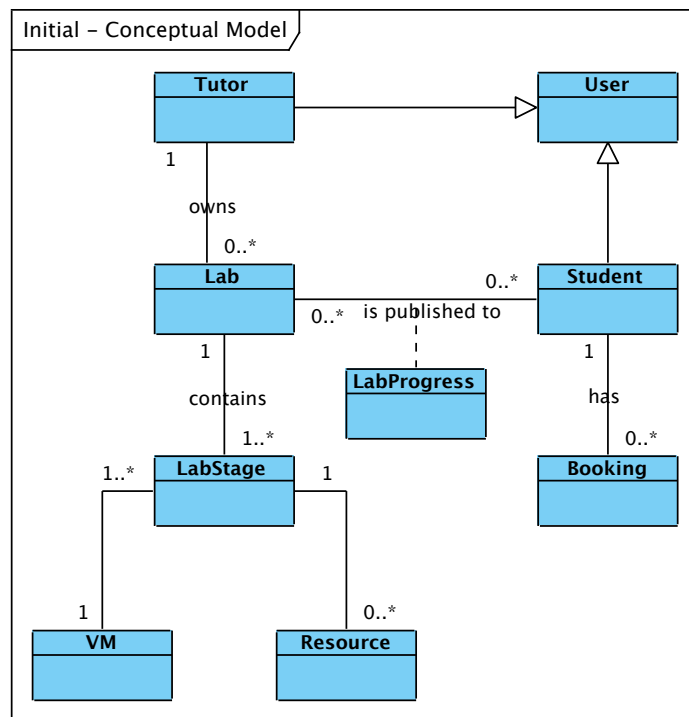 Initial – Conceptual Model
Tutor
User
1
owns
0..*
Lab
0..*
Student
0..*
is published to
1
1
LabProgress
contains
has
1..*
0..*
LabStage
Booking
1..*
1
1
0..*
VM
Resource